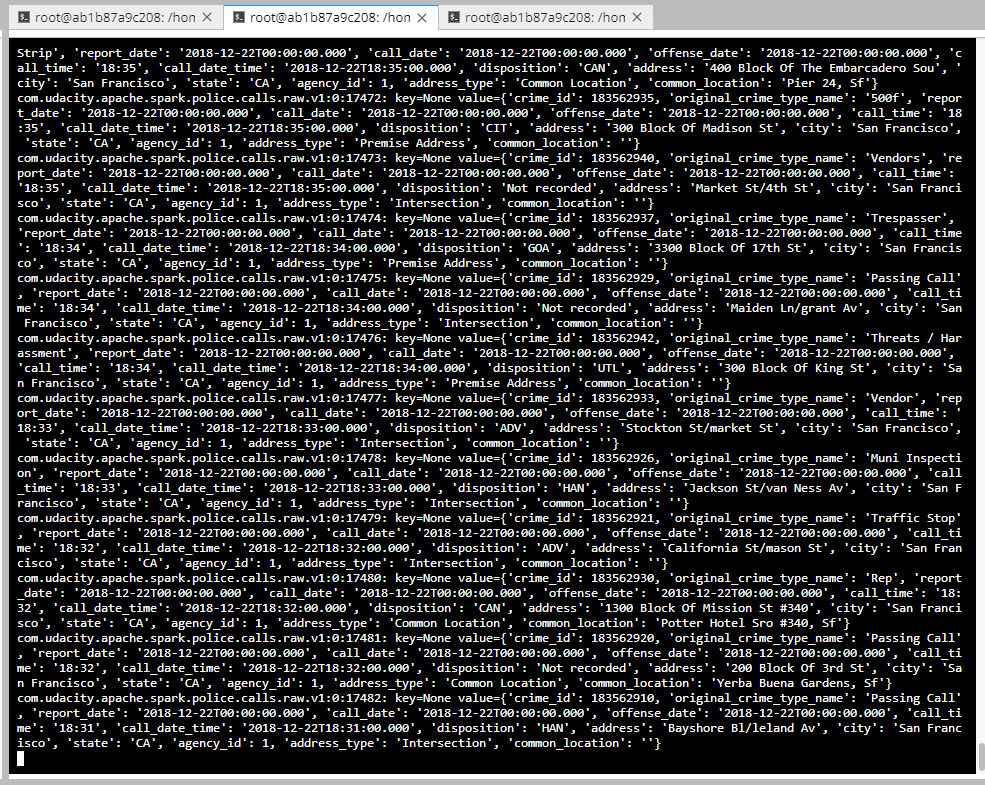 root@ab1b87a9c208: /hon ×
root@ab1b87a9c208: /hon ×
root@ab1b87a9c208: /hon ×
Strip', 'report_date': '2018-12-22T00:00:00.000', 'call_date': '2018-12-22T00:00:00.000', 'offense_date': '2018-12-22T00:00:00.000', 'c
all_time': '18:35', 'call_date_time': '2018-12-22T18:35:00.000', 'disposition': 'CAN', 'address': '400 Block Of The Embarcadero Sou', '
city': 'San Francisco', 'state': 'CA', 'agency_id': 1, 'address_type': 'Common Location', 'common_location': 'Pier 24, Sf'}
com.udacity.apache.spark.police.calls.raw.v1:0:17472: key=None value={'crime_id': 183562935, 'original_crime_type_name': '500f', 'repor
t_date': '2018-12-22T00:00:00.000', 'call_date': '2018-12-22T00:00:00.000', 'offense_date': '2018-12-22T00:00:00.000', 'call_time': '18
:35', 'call_date_time': '2018-12-22T18:35:00.000', 'disposition': 'CIT', 'address': '300 Block Of Madison St', 'city': 'San Francisco',
 'state': 'CA', 'agency_id': 1, 'address_type': 'Premise Address', 'common_location': ''}
com.udacity.apache.spark.police.calls.raw.v1:0:17473: key=None value={'crime_id': 183562940, 'original_crime_type_name': 'Vendors', 're
port_date': '2018-12-22T00:00:00.000', 'call_date': '2018-12-22T00:00:00.000', 'offense_date': '2018-12-22T00:00:00.000', 'call_time':
'18:35', 'call_date_time': '2018-12-22T18:35:00.000', 'disposition': 'Not recorded', 'address': 'Market St/4th St', 'city': 'San Franci
sco', 'state': 'CA', 'agency_id': 1, 'address_type': 'Intersection', 'common_location': ''}
com.udacity.apache.spark.police.calls.raw.v1:0:17474: key=None value={'crime_id': 183562937, 'original_crime_type_name': 'Trespasser',
'report_date': '2018-12-22T00:00:00.000', 'call_date': '2018-12-22T00:00:00.000', 'offense_date': '2018-12-22T00:00:00.000', 'call_time
': '18:34', 'call_date_time': '2018-12-22T18:34:00.000', 'disposition': 'GOA', 'address': '3300 Block Of 17th St', 'city': 'San Francis
co', 'state': 'CA', 'agency_id': 1, 'address_type': 'Premise Address', 'common_location': ''}
com.udacity.apache.spark.police.calls.raw.v1:0:17475: key=None value={'crime_id': 183562929, 'original_crime_type_name': 'Passing Call'
, 'report_date': '2018-12-22T00:00:00.000', 'call_date': '2018-12-22T00:00:00.000', 'offense_date': '2018-12-22T00:00:00.000', 'call_ti
me': '18:34', 'call_date_time': '2018-12-22T18:34:00.000', 'disposition': 'Not recorded', 'address': 'Maiden Ln/grant Av', 'city': 'San
 Francisco', 'state': 'CA', 'agency_id': 1, 'address_type': 'Intersection', 'common_location': ''}
com.udacity.apache.spark.police.calls.raw.v1:0:17476: key=None value={'crime_id': 183562942, 'original_crime_type_name': 'Threats / Har
assment', 'report_date': '2018-12-22T00:00:00.000', 'call_date': '2018-12-22T00:00:00.000', 'offense_date': '2018-12-22T00:00:00.000',
'call_time': '18:34', 'call_date_time': '2018-12-22T18:34:00.000', 'disposition': 'UTL', 'address': '300 Block Of King St', 'city': 'Sa
n Francisco', 'state': 'CA', 'agency_id': 1, 'address_type': 'Premise Address', 'common_location': ''}
com.udacity.apache.spark.police.calls.raw.v1:0:17477: key=None value={'crime_id': 183562933, 'original_crime_type_name': 'Vendor', 'rep
ort_date': '2018-12-22T00:00:00.000', 'call_date': '2018-12-22T00:00:00.000', 'offense_date': '2018-12-22T00:00:00.000', 'call_time': '
18:33', 'call_date_time': '2018-12-22T18:33:00.000', 'disposition': 'ADV', 'address': 'Stockton St/market St', 'city': 'San Francisco',
 'state': 'CA', 'agency_id': 1, 'address_type': 'Intersection', 'common_location': ''}
com.udacity.apache.spark.police.calls.raw.v1:0:17478: key=None value={'crime_id': 183562926, 'original_crime_type_name': 'Muni Inspecti
on', 'report_date': '2018-12-22T00:00:00.000', 'call_date': '2018-12-22T00:00:00.000', 'offense_date': '2018-12-22T00:00:00.000', 'call
_time': '18:33', 'call_date_time': '2018-12-22T18:33:00.000', 'disposition': 'HAN', 'address': 'Jackson St/van Ness Av', 'city': 'San F
rancisco', 'state': 'CA', 'agency_id': 1, 'address_type': 'Intersection', 'common_location': ''}
com.udacity.apache.spark.police.calls.raw.v1:0:17479: key=None value={'crime_id': 183562921, 'original_crime_type_name': 'Traffic Stop'
, 'report_date': '2018-12-22T00:00:00.000', 'call_date': '2018-12-22T00:00:00.000', 'offense_date': '2018-12-22T00:00:00.000', 'call_ti
me': '18:32', 'call_date_time': '2018-12-22T18:32:00.000', 'disposition': 'ADV', 'address': 'California St/mason St', 'city': 'San Fran
cisco', 'state': 'CA', 'agency_id': 1, 'address_type': 'Intersection', 'common_location': ''}
com.udacity.apache.spark.police.calls.raw.v1:0:17480: key=None value={'crime_id': 183562930, 'original_crime_type_name': 'Rep', 'report
_date': '2018-12-22T00:00:00.000', 'call_date': '2018-12-22T00:00:00.000', 'offense_date': '2018-12-22T00:00:00.000', 'call_time': '18:
32', 'call_date_time': '2018-12-22T18:32:00.000', 'disposition': 'CAN', 'address': '1300 Block Of Mission St #340', 'city': 'San Franci
sco', 'state': 'CA', 'agency_id': 1, 'address_type': 'Common Location', 'common_location': 'Potter Hotel Sro #340, Sf'}
com.udacity.apache.spark.police.calls.raw.v1:0:17481: key=None value={'crime_id': 183562920, 'original_crime_type_name': 'Passing Call'
, 'report_date': '2018-12-22T00:00:00.000', 'call_date': '2018-12-22T00:00:00.000', 'offense_date': '2018-12-22T00:00:00.000', 'call_ti
me': '18:32', 'call_date_time': '2018-12-22T18:32:00.000', 'disposition': 'Not recorded', 'address': '200 Block Of 3rd St', 'city': 'Sa
n Francisco', 'state': 'CA', 'agency_id': 1, 'address_type': 'Common Location', 'common_location': 'Yerba Buena Gardens, Sf'}
com.udacity.apache.spark.police.calls.raw.v1:0:17482: key=None value={'crime_id': 183562910, 'original_crime_type_name': 'Passing Call'
, 'report_date': '2018-12-22T00:00:00.000', 'call_date': '2018-12-22T00:00:00.000', 'offense_date': '2018-12-22T00:00:00.000', 'call_ti
me': '18:31', 'call_date_time': '2018-12-22T18:31:00.000', 'disposition': 'HAN', 'address': 'Bayshore Bl/leland Av', 'city': 'San Franc
isco', 'state': 'CA', 'agency_id': 1, 'address_type': 'Intersection', 'common_location': ''}